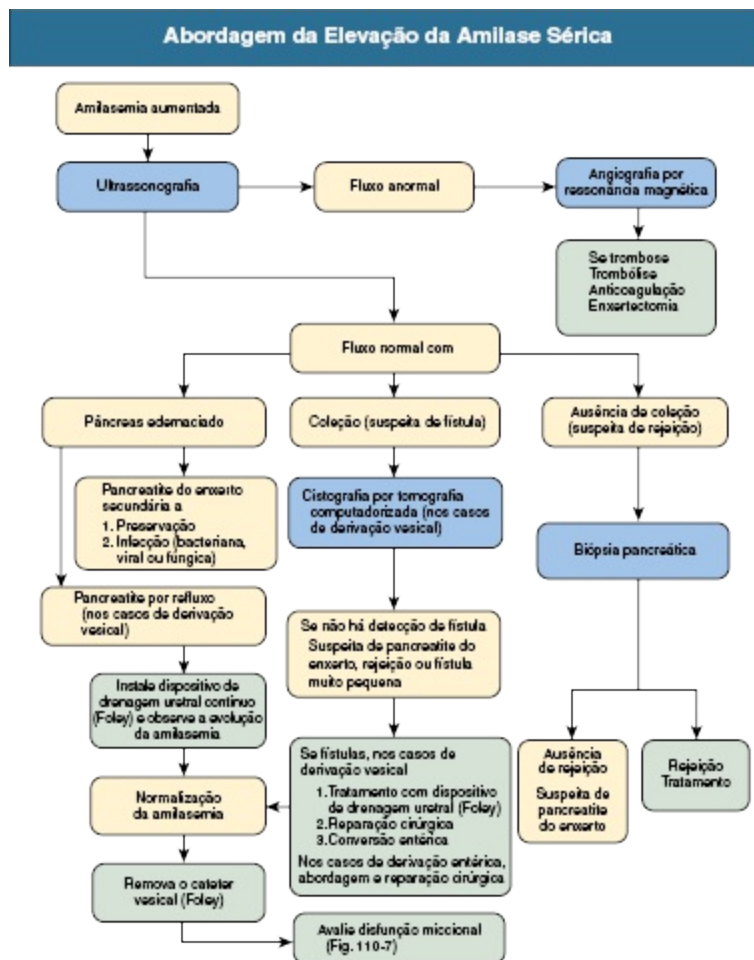 Abordagem da Elevação da Amilase Sérica
Amilasemia aumentada
Ultrassonografia
Fluxo anormal
Angiografia por
ressonância magnética
Se trombose
Trombólise
Anticoagulação
Enxertectomia
Fluxo normal com
Pâncreas edemaciado
Coleção (suspeita de fístula)
Ausência de coleção
(suspeita de rejeição)
Pancreatite do enxerto
secundária a
1. Preservação
2. Infecção (bacteriana,
viral ou fúngica)
Cistografia por tomografia
computadorizada (nos casos
de derivação vesical)
Biópsia pancreática
Pancreatite por refluxo
(nos casos de derivação
vesical)
Se não há detecção de fístula
Suspeita de pancreatite do
enxerto, rejeição ou fístula
muito pequena
Instale dispositivo de
drenagem uretral contínuo
(Foley) e observe a evolução
da amilasemia
Se fístulas, nos casos de
derivação vesical
1. Tratamento com dispositivo
de drenagem uretral (Foley)
2. Reparação cirúrgica
3. Conversão entérica
Nos casos de derivação entérica,
abordagem e reparação cirúrgica
Ausência
de rejeição
Suspeita de
pancreatite
do enxerto
Rejeição
Tratamento
Normalização
da amilasemia
Remova o cateter
vesical (Foley)
Avalie disfunção miccional
(Fig. 110-7)